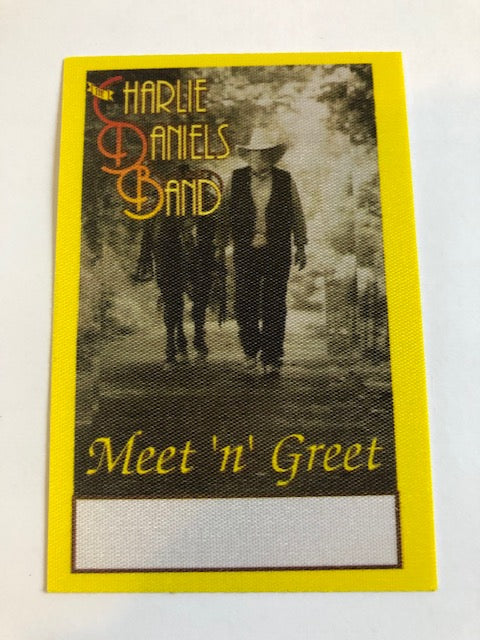 THE
CHARLIE
DANIELS
BAND
Meet 'n' Greet